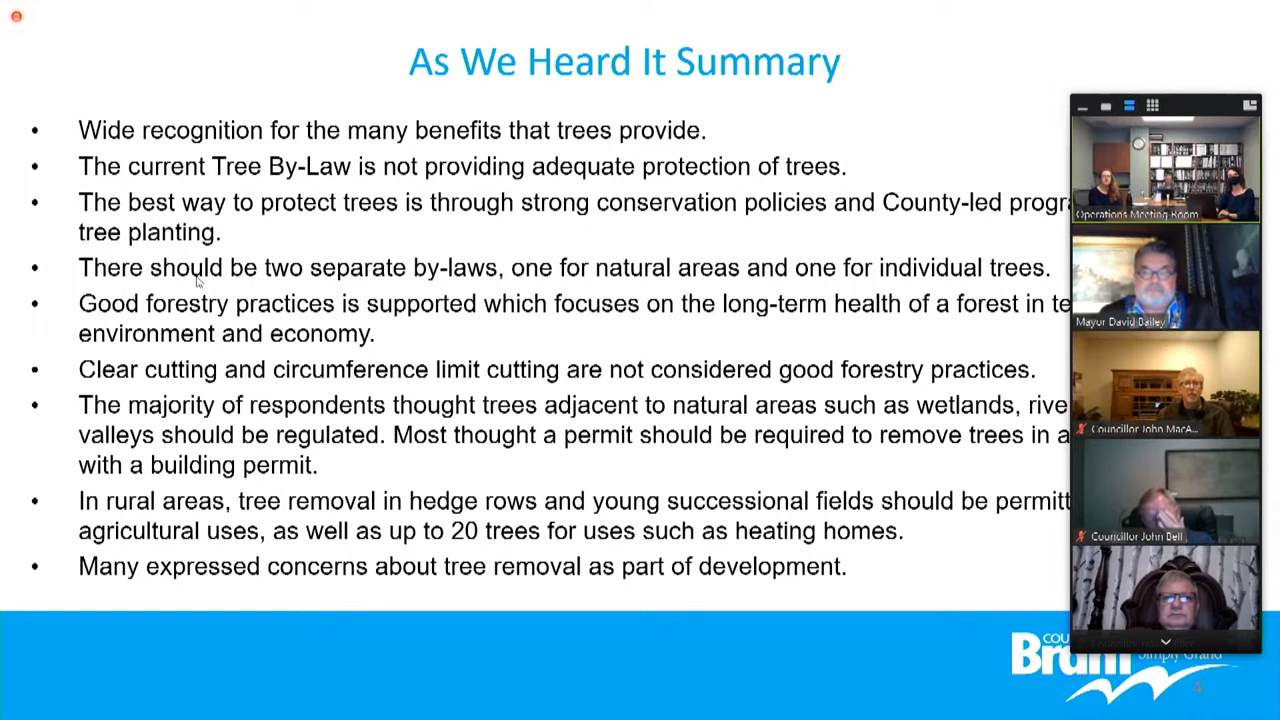 As We Heard It Summary
• Wide recognition for the many benefits that trees provide.
• The current Tree By-Law is not providing adequate protection of trees.
• The best way to protect trees is through strong conservation policies and County-led
tree planting.
• There should be two separate by-laws, one for natural areas and one for individual trees.
• Good forestry practices is supported which focuses on the long-term health of a forest in
environment and economy.
• Clear cutting and circumference limit cutting are not considered good forestry practices.
• The majority of respondents thought trees adjacent to natural areas such as wetlands,
valleys should be regulated. Most thought a permit should be required to remove trees in
with a building permit.
• In rural areas, tree removal in hedge rows and young successional fields should be
agricultural uses, as well as up to 20 trees for uses such as heating homes.
• Many expressed concerns about tree removal as part of development.
Operations Meeting Room
Mayor David Bailey
Councillor John MacA...
Councillor John Bell
Simply Grand
4